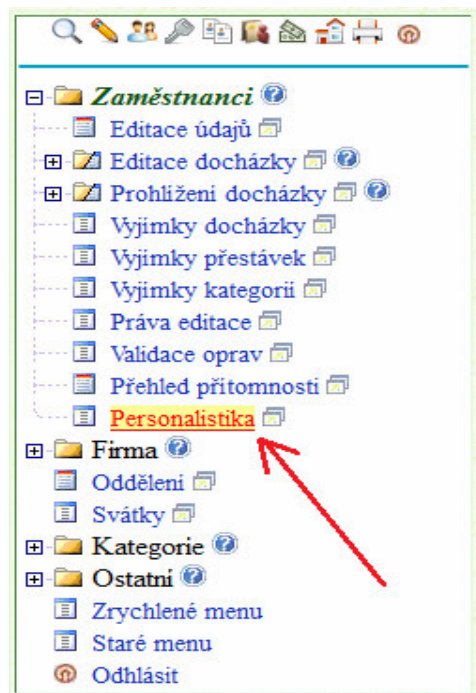 Zaměstnanci
Editace údajů
Editace docházky
Prohlížení docházky
Vyjimky docházky
Vyjimky přestávek
Vyjimky kategorií
Práva editace
Validace oprav
Přehled přítomnosti
Personalistika
Firma
Oddělení
Svátky
Kategorie
Ostatní
Zrychlené menu
Staré menu
Odhlásit